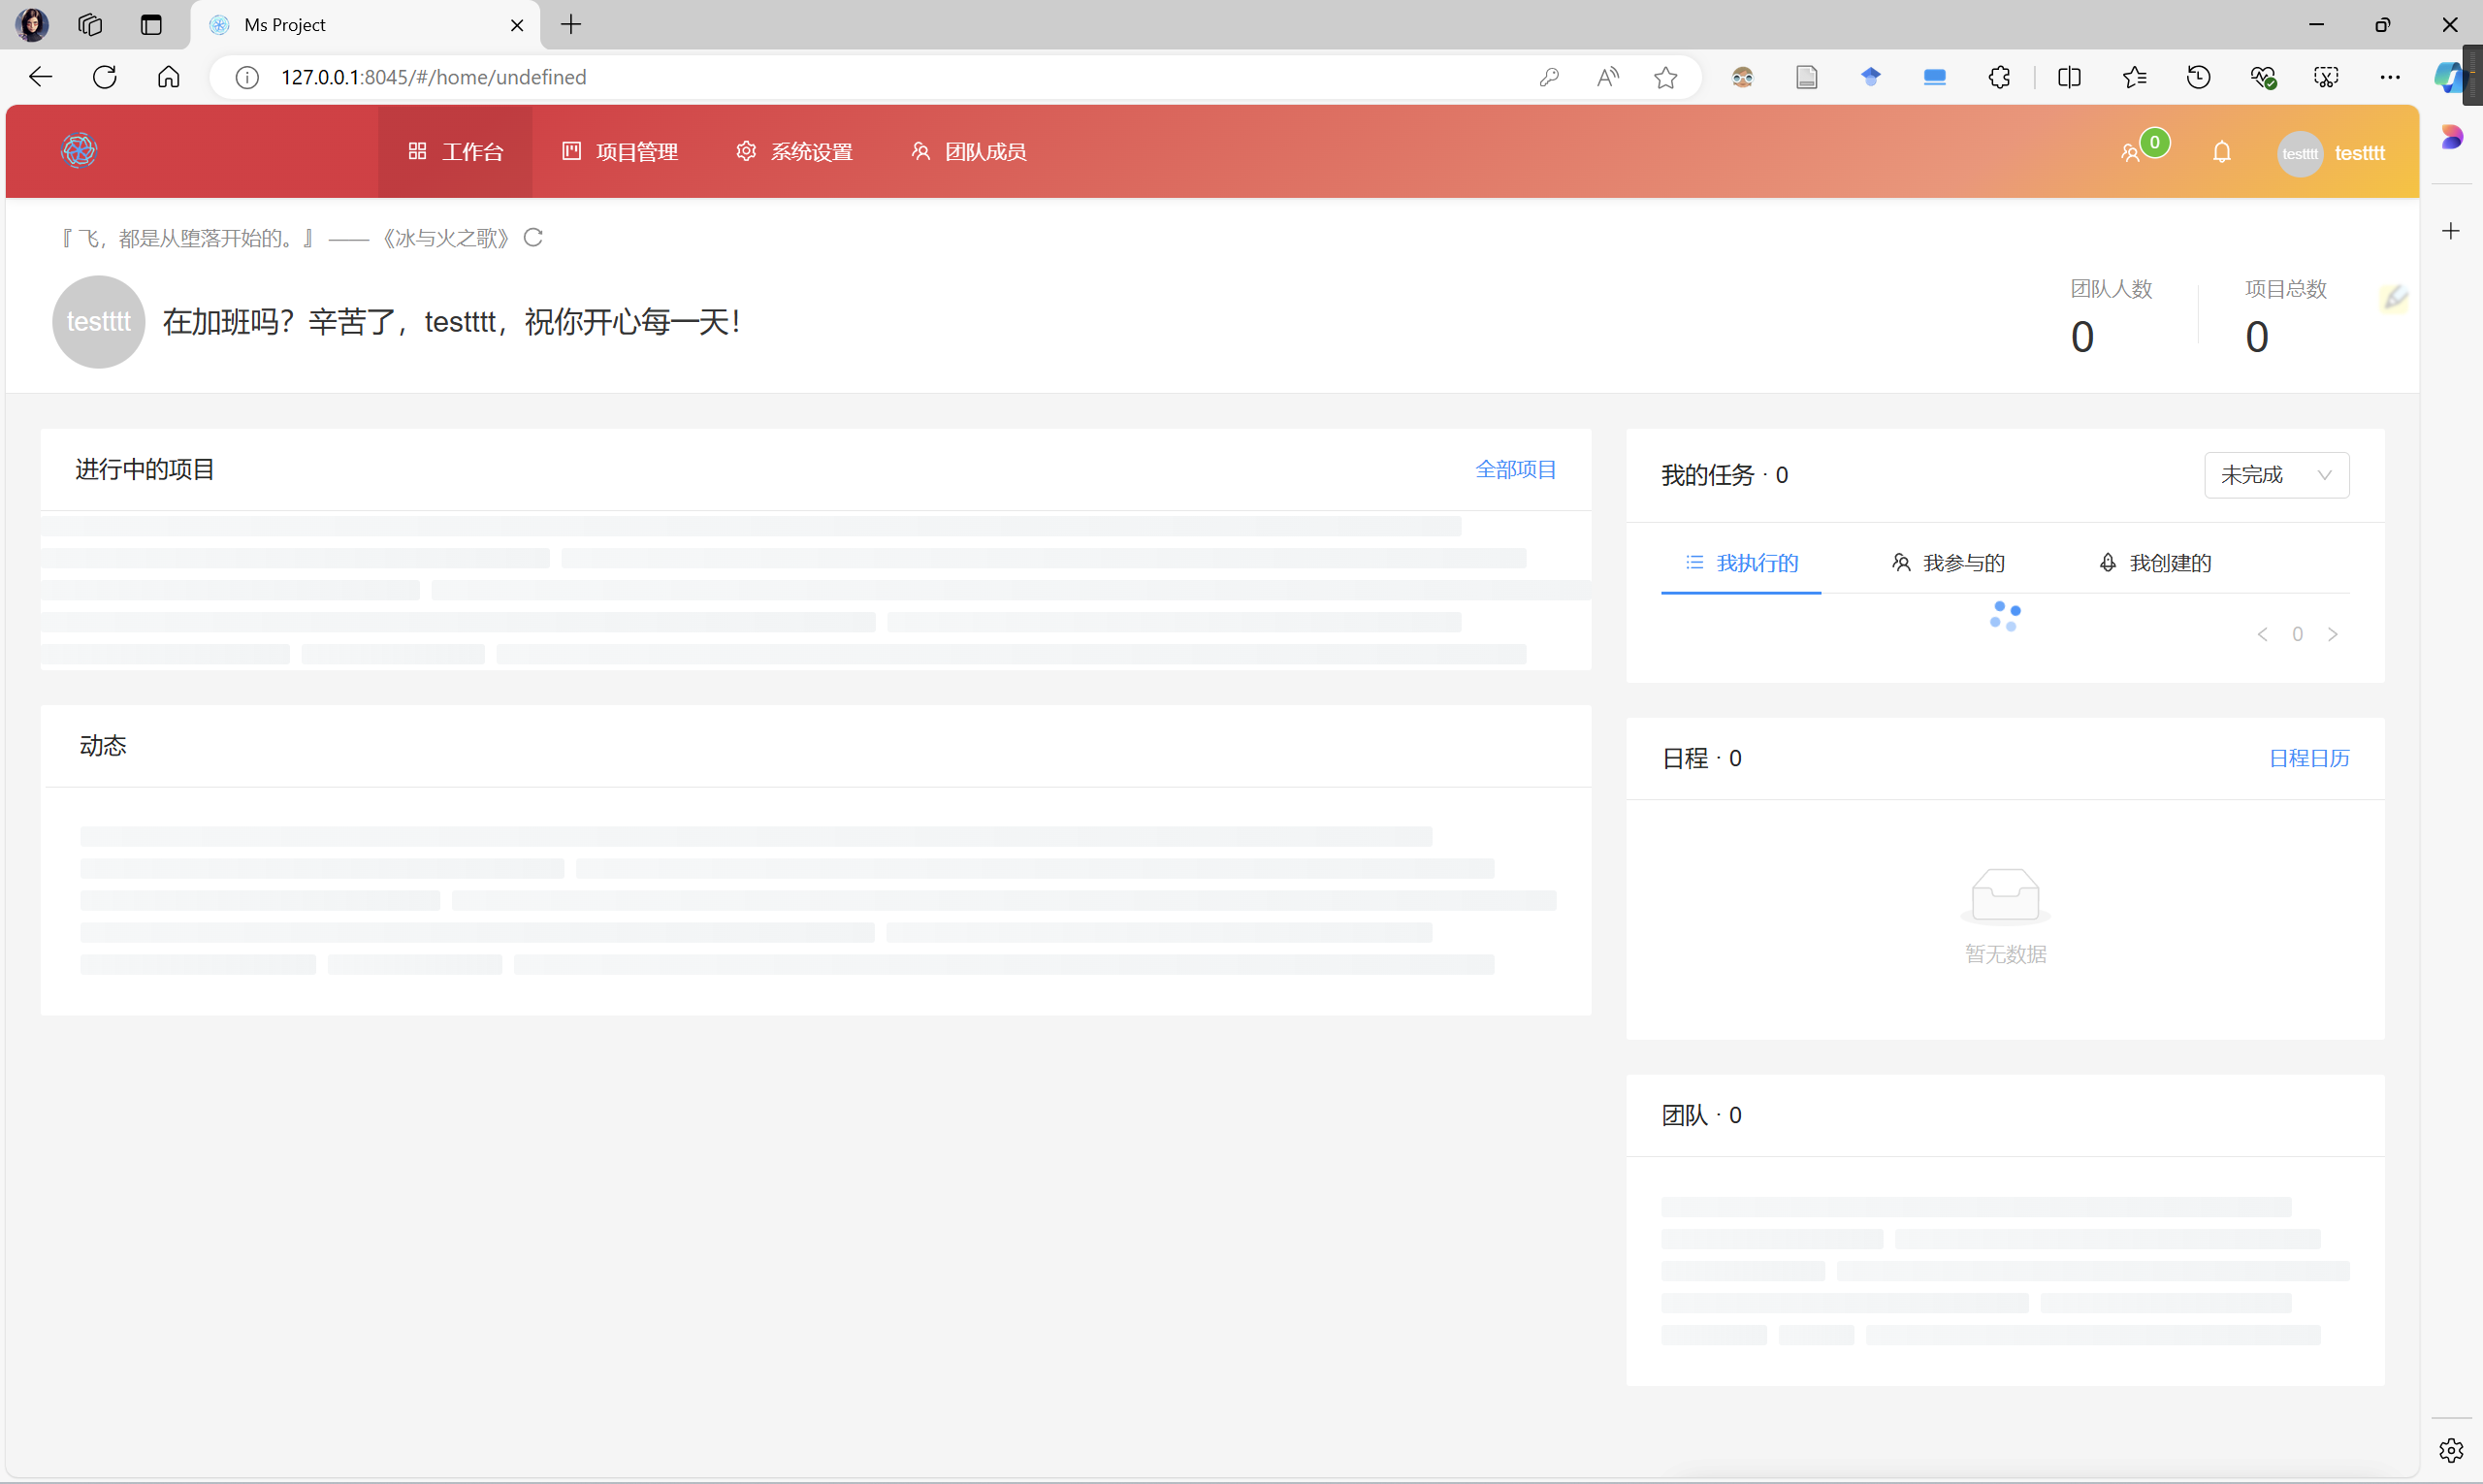 Ms Project
127.0.0.1:8045/#/home/undefined
工作台
项目管理
系统设置
团队成员
0
testttt
testttt
『 飞，都是从堕落开始的。』 —— 《冰与火之歌》
testttt
在加班吗？辛苦了，testttt，祝你开心每一天！
团队人数
0
项目总数
0
进行中的项目
全部项目
我的任务 · 0
未完成
我执行的
我参与的
我创建的
0
动态
日程 · 0
日程日历
暂无数据
团队 · 0